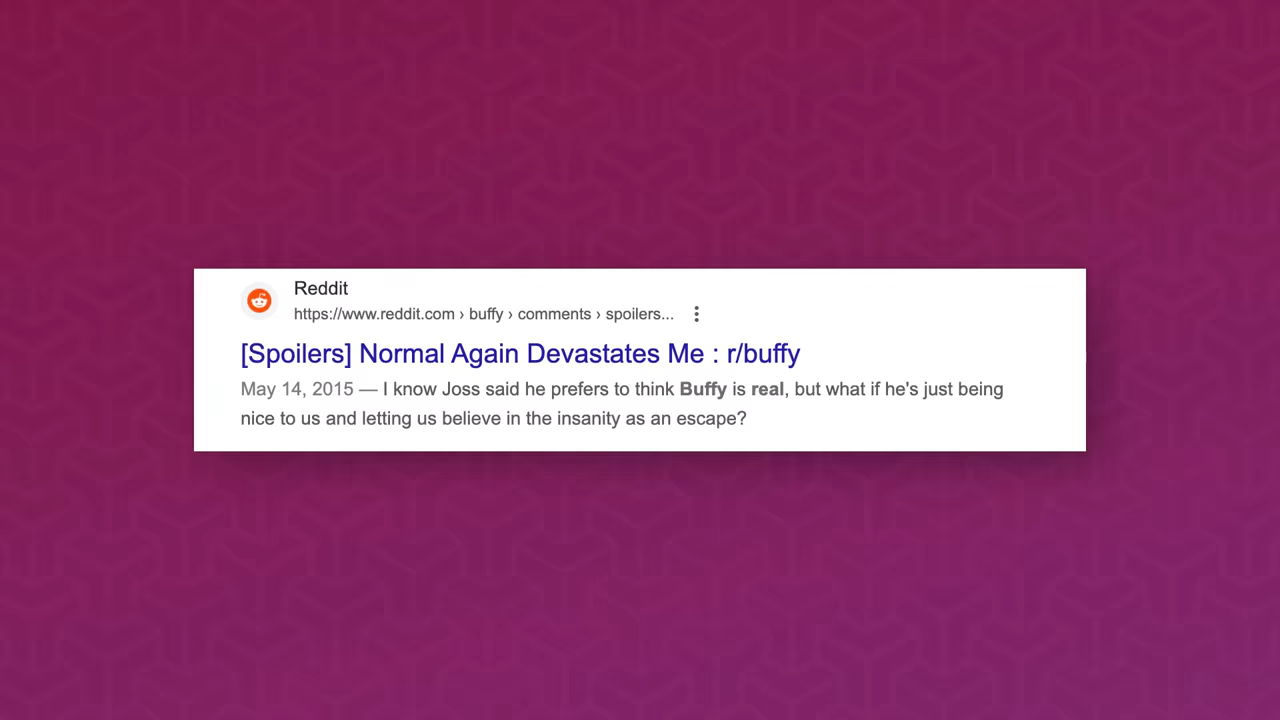 Reddit
https://www.reddit.com › buffy › comments › spoilers...
[Spoilers] Normal Again Devastates Me : r/buffy
May 14, 2015 — I know Joss said he prefers to think Buffy is real, but what if he's just being
nice to us and letting us believe in the insanity as an escape?